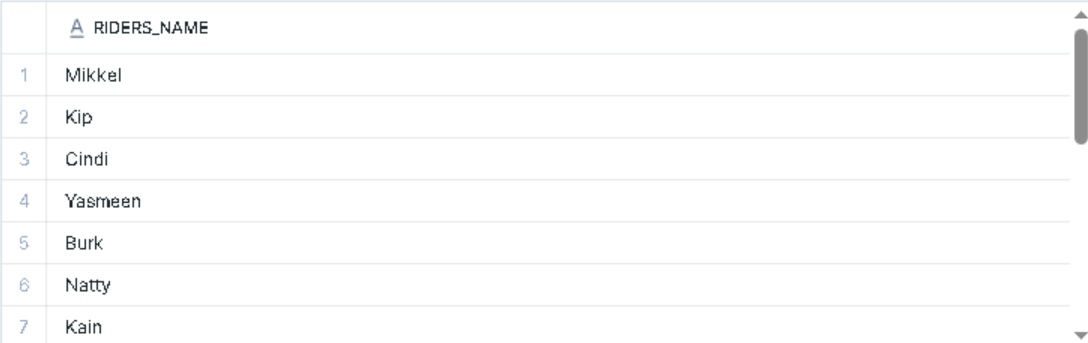 A RIDERS_NAME
1 Mikkel
2 Kip
3 Cindi
4 Yasmeen
5 Burk
6 Natty
7 Kain